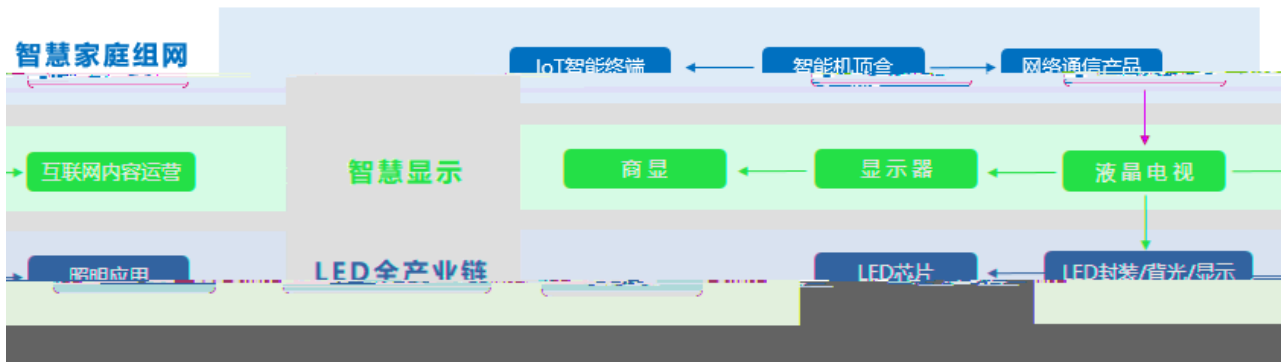 智慧家庭组网
IoT智能终端
智能机顶盒
网络通信产品
互联网内容运营
智慧显示
商显
显示器
液晶电视
照明应用
LED全产业链
LED芯片
LED封装/背光/显示